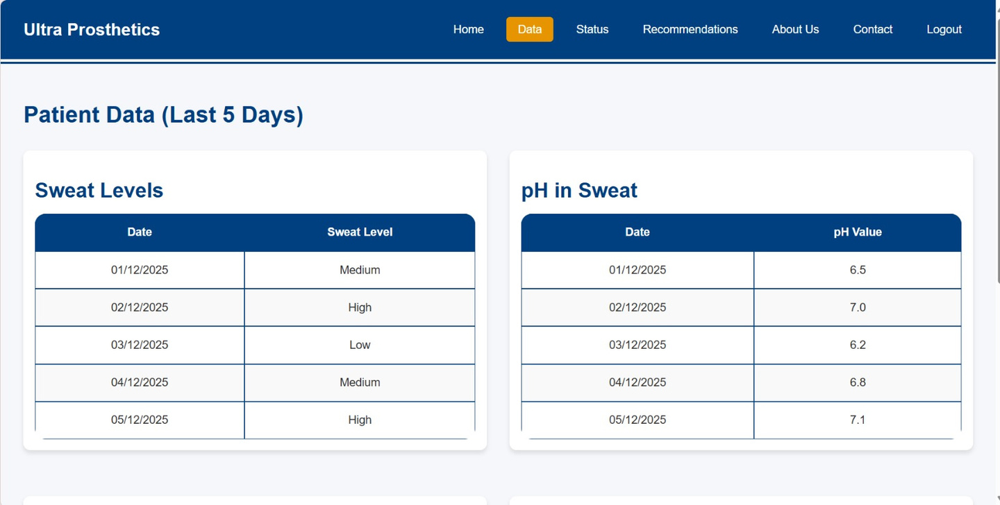 Ultra Prosthetics Home Data Status Recommendations About Us Contact Logout
Patient Data (Last 5 Days)
Sweat Levels
Date Sweat Level
01/12/2025 Medium
02/12/2025 High
03/12/2025 Low
04/12/2025 Medium
05/12/2025 High
pH in Sweat
Date pH Value
01/12/2025 6.5
02/12/2025 7.0
03/12/2025 6.2
04/12/2025 6.8
05/12/2025 7.1